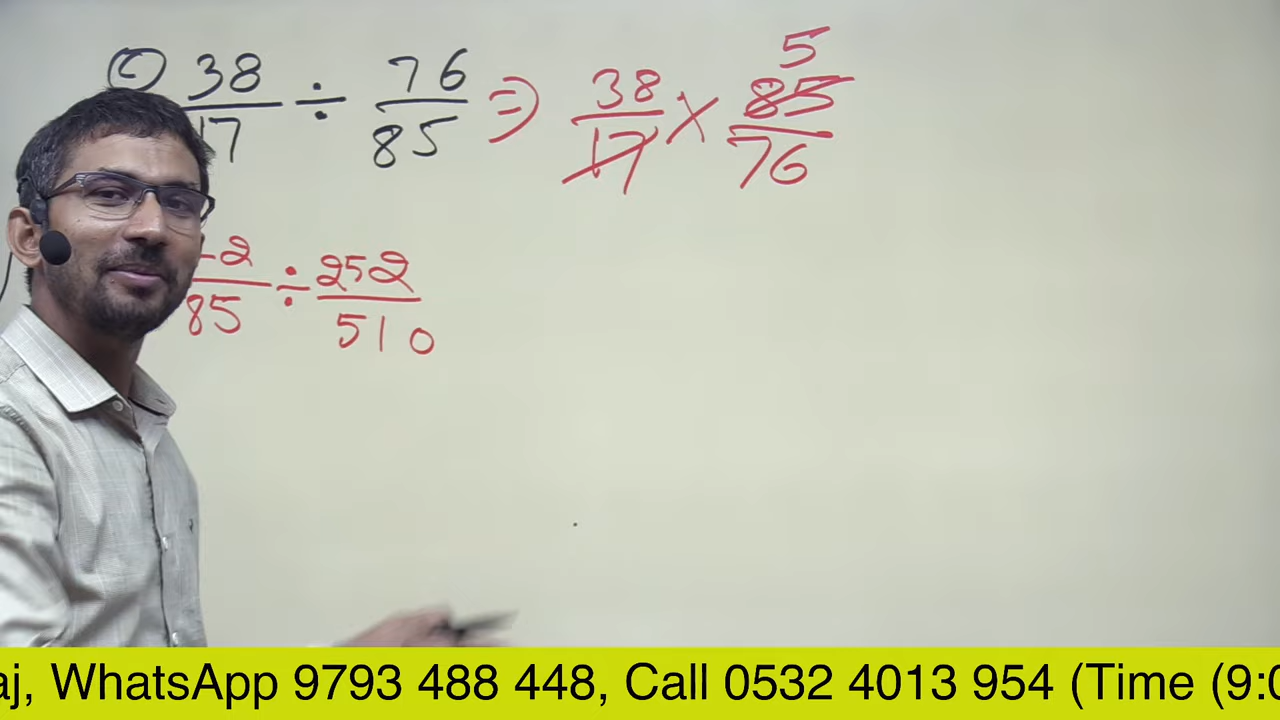 () 38/17 ÷ 76/85 ⇒ 38/17 × 85/76 5
2/85 ÷ 252/510
aj, WhatsApp 9793 488 448, Call 0532 4013 954 (Time (9:0